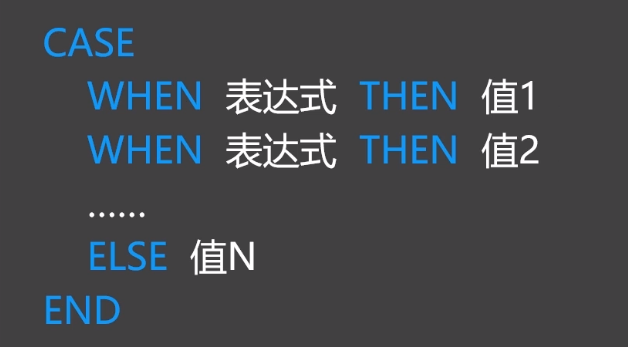 CASE
WHEN 表达式 THEN 值1
WHEN 表达式 THEN 值2
……
ELSE 值N
END